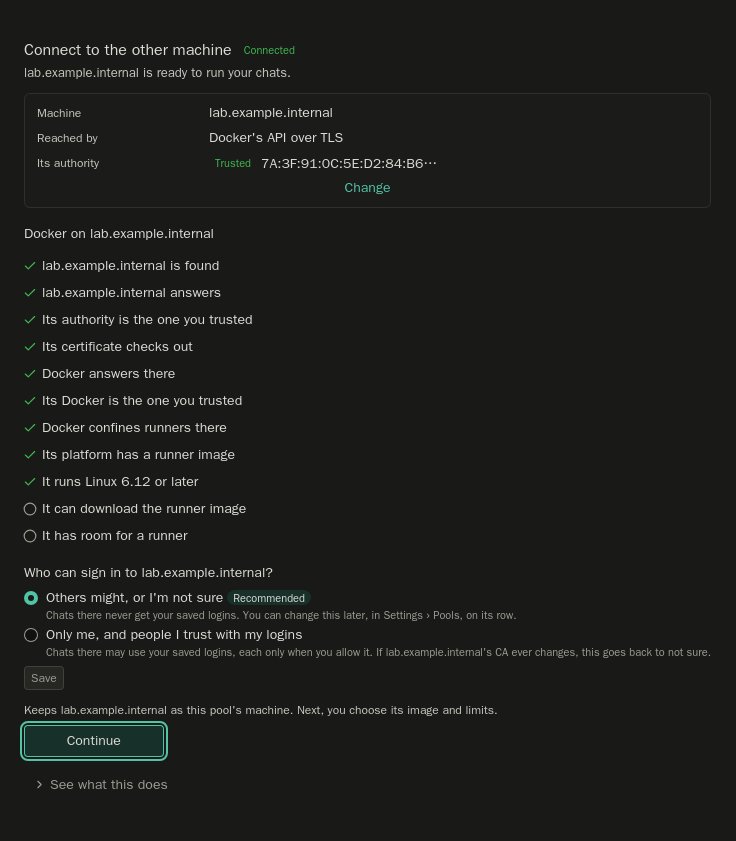 Connect to the other machine Connected
lab.example.internal is ready to run your chats.
Machine lab.example.internal
Reached by Docker's API over TLS
Its authority Trusted 7A:3F:91:0C:5E:D2:84:B6···
Change
Docker on lab.example.internal
lab.example.internal is found
lab.example.internal answers
Its authority is the one you trusted
Its certificate checks out
Docker answers there
Its Docker is the one you trusted
Docker confines runners there
Its platform has a runner image
It runs Linux 6.12 or later
It can download the runner image
It has room for a runner
Who can sign in to lab.example.internal?
Others might, or I'm not sure Recommended
Chats there never get your saved logins. You can change this later, in Settings › Pools, on its row.
Only me, and people I trust with my logins
Chats there may use your saved logins, each only when you allow it. If lab.example.internal's CA ever changes, this goes back to not sure.
Save
Keeps lab.example.internal as this pool's machine. Next, you choose its image and limits.
Continue
See what this does